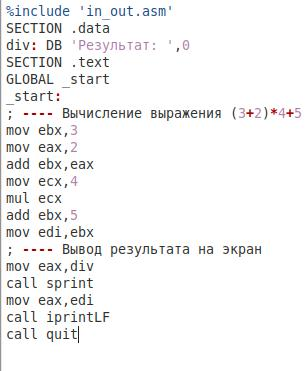 %include 'in_out.asm'
SECTION .data
div: DB 'Результат: ',0
SECTION .text
GLOBAL _start
_start:
; ---- Вычисление выражения (3+2)*4+5
mov ebx,3
mov eax,2
add ebx,eax
mov ecx,4
mul ecx
add ebx,5
mov edi,ebx
; ---- Вывод результата на экран
mov eax,div
call sprint
mov eax,edi
call iprintLF
call quit